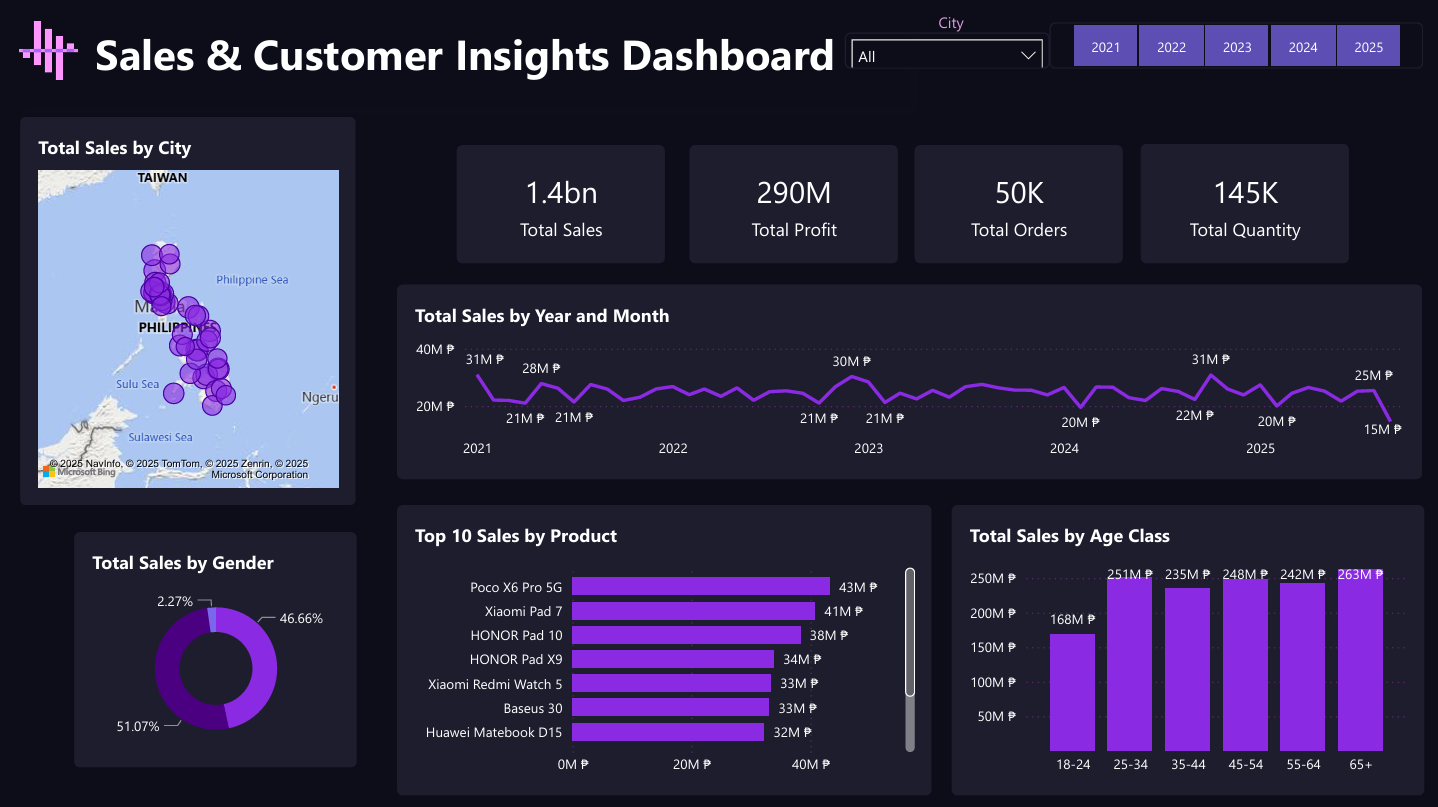 Sales & Customer Insights Dashboard
City
All
2021 2022 2023 2024 2025
Total Sales by City
TAIWAN
Philippine Sea
PHILIPPINES
Sulu Sea
Ngeru
Sulawesi Sea
© 2025 NavInfo, © 2025 TomTom, © 2025 Zenrin, © 2025
Microsoft Corporation
Microsoft Bing
1.4bn
Total Sales
290M
Total Profit
50K
Total Orders
145K
Total Quantity
Total Sales by Year and Month
40M ₱
20M ₱
31M ₱
28M ₱
21M ₱
21M ₱
30M ₱
21M ₱
21M ₱
20M ₱
31M ₱
22M ₱
20M ₱
25M ₱
15M ₱
2021 2022 2023 2024 2025
Total Sales by Gender
2.27%
46.66%
51.07%
Top 10 Sales by Product
Poco X6 Pro 5G 43M ₱
Xiaomi Pad 7 41M ₱
HONOR Pad 10 38M ₱
HONOR Pad X9 34M ₱
Xiaomi Redmi Watch 5 33M ₱
Baseus 30 33M ₱
Huawei Matebook D15 32M ₱
0M ₱ 20M ₱ 40M ₱
Total Sales by Age Class
250M ₱
200M ₱
150M ₱
100M ₱
50M ₱
168M ₱ 251M ₱ 235M ₱ 248M ₱ 242M ₱ 263M ₱
18-24 25-34 35-44 45-54 55-64 65+